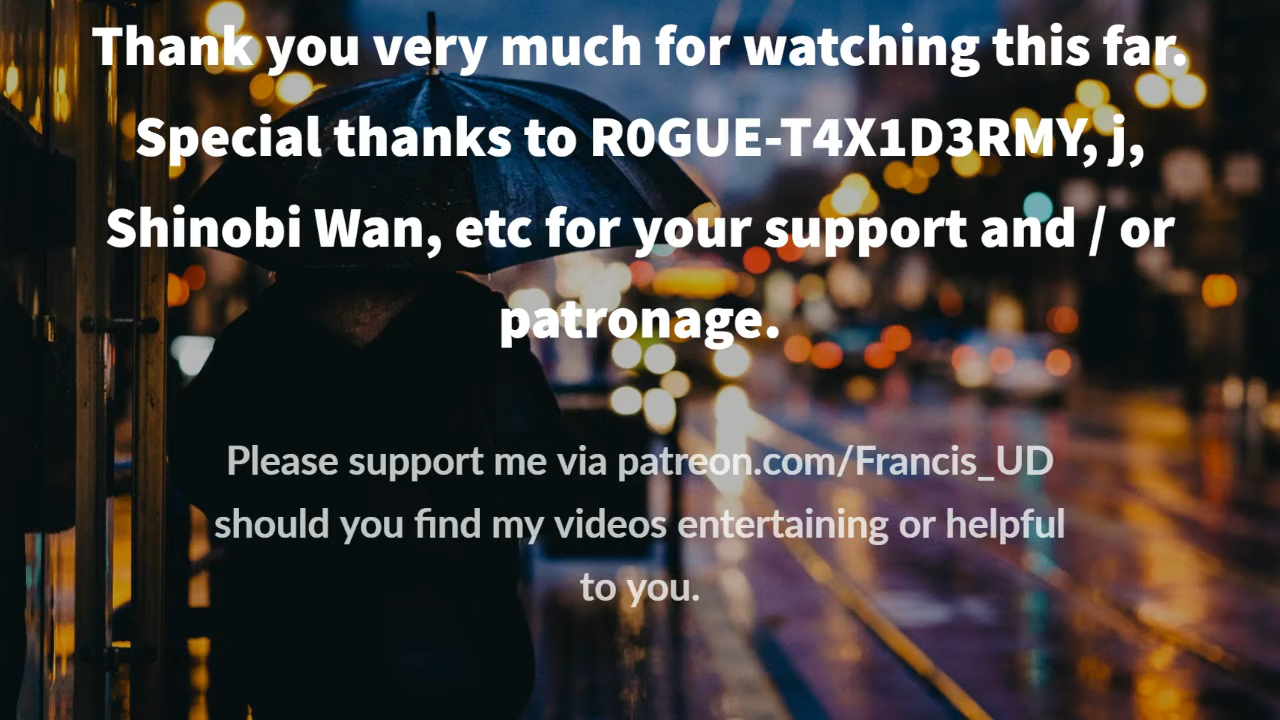 Thank you very much for watching this far.
Special thanks to R0GUE-T4X1D3RMY, j,
Shinobi Wan, etc for your support and / or
patronage.
Please support me via patreon.com/Francis_UD
should you find my videos entertaining or helpful
to you.